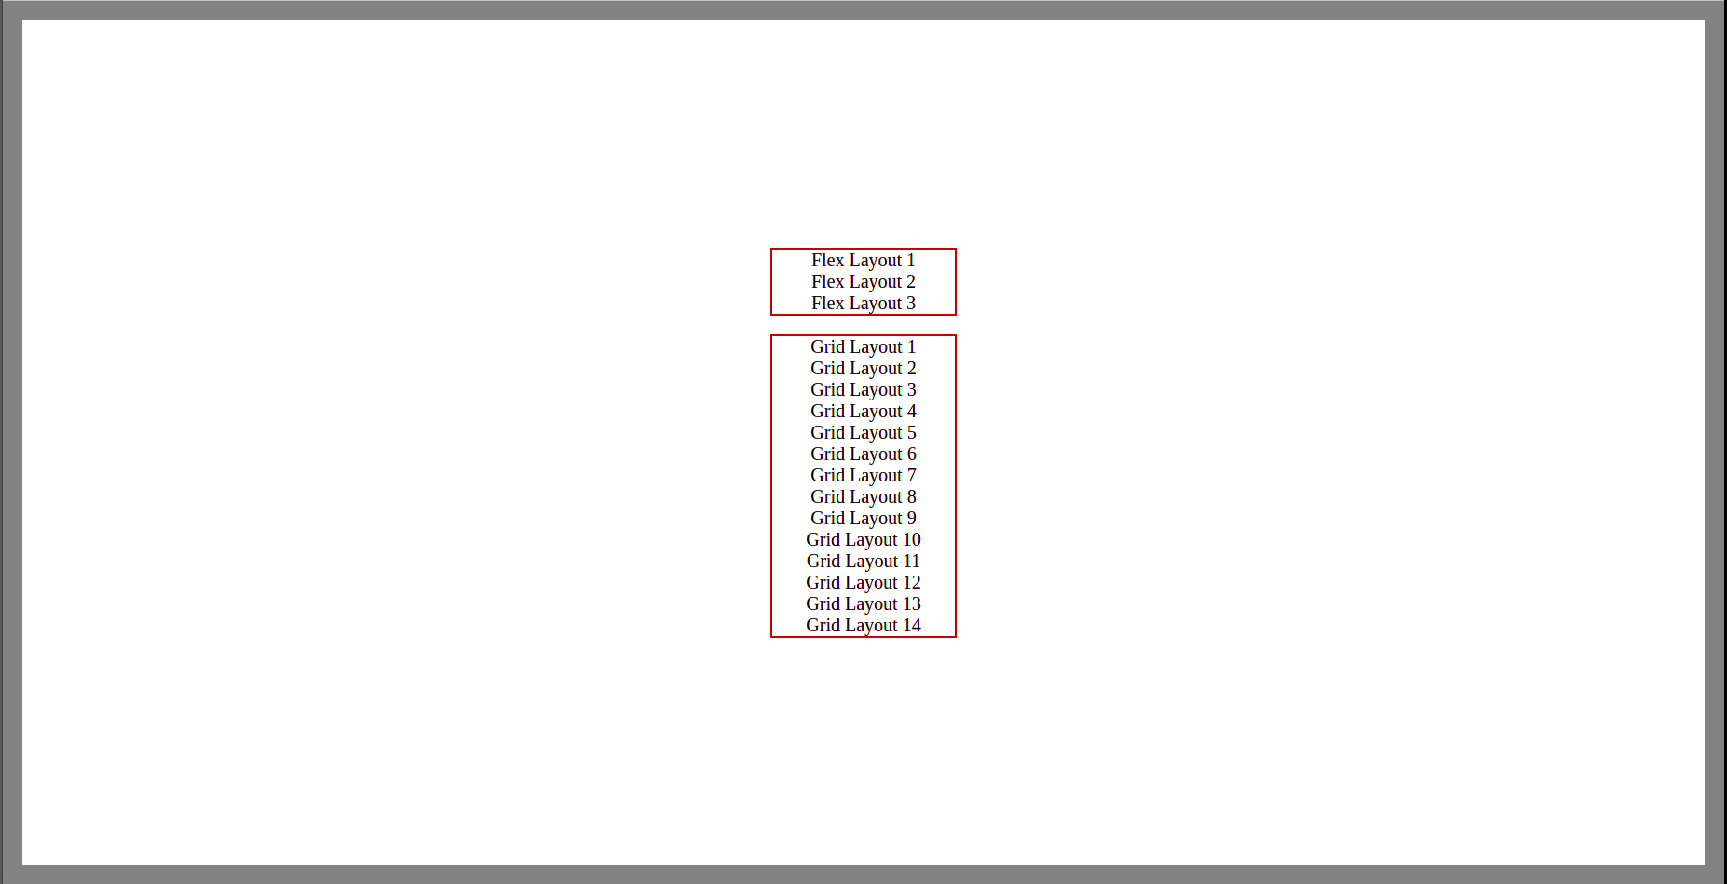 Flex Layout 1
Flex Layout 2
Flex Layout 3
Grid Layout 1
Grid Layout 2
Grid Layout 3
Grid Layout 4
Grid Layout 5
Grid Layout 6
Grid Layout 7
Grid Layout 8
Grid Layout 9
Grid Layout 10
Grid Layout 11
Grid Layout 12
Grid Layout 13
Grid Layout 14